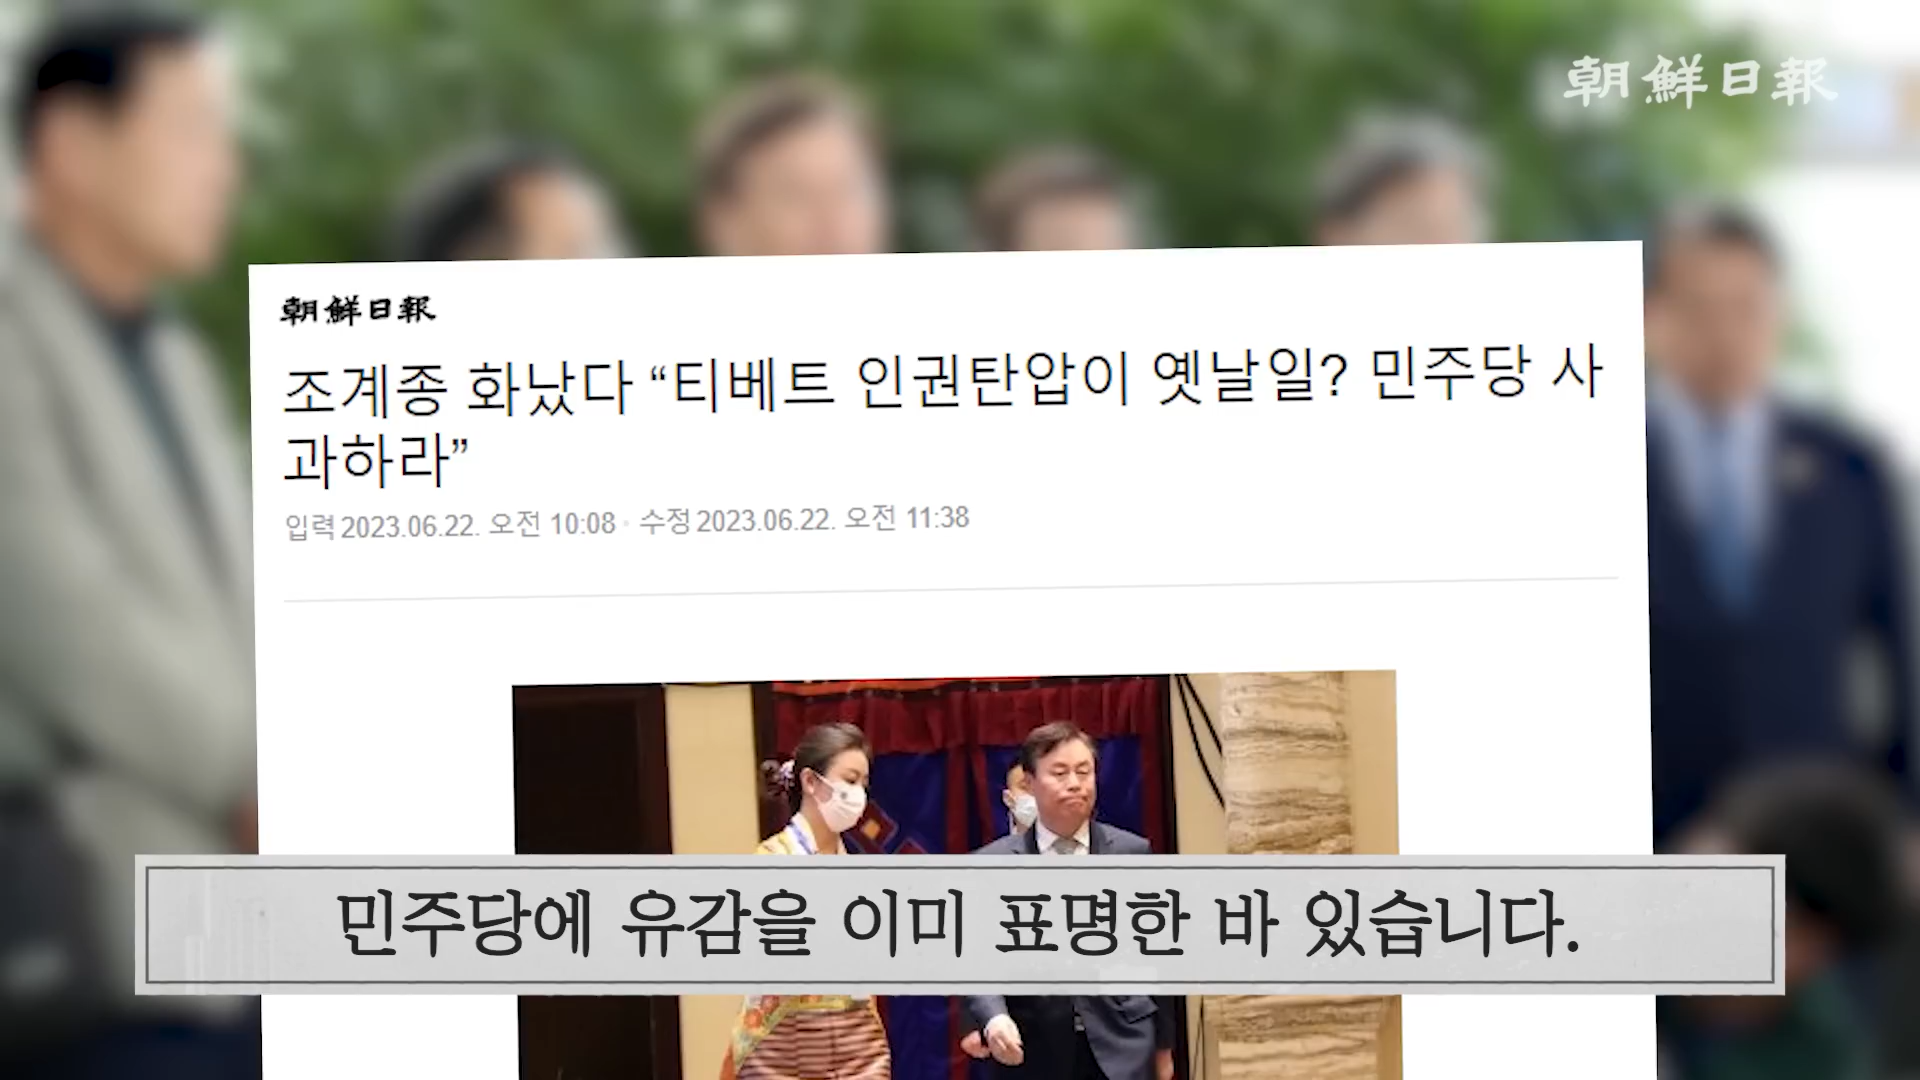 朝鮮日報
朝鮮日報
조계종 화났다 “티베트 인권탄압이 옛날일? 민주당 사
과하라”
입력 2023.06.22. 오전 10:08 · 수정 2023.06.22. 오전 11:38
민주당에 유감을 이미 표명한 바 있습니다.